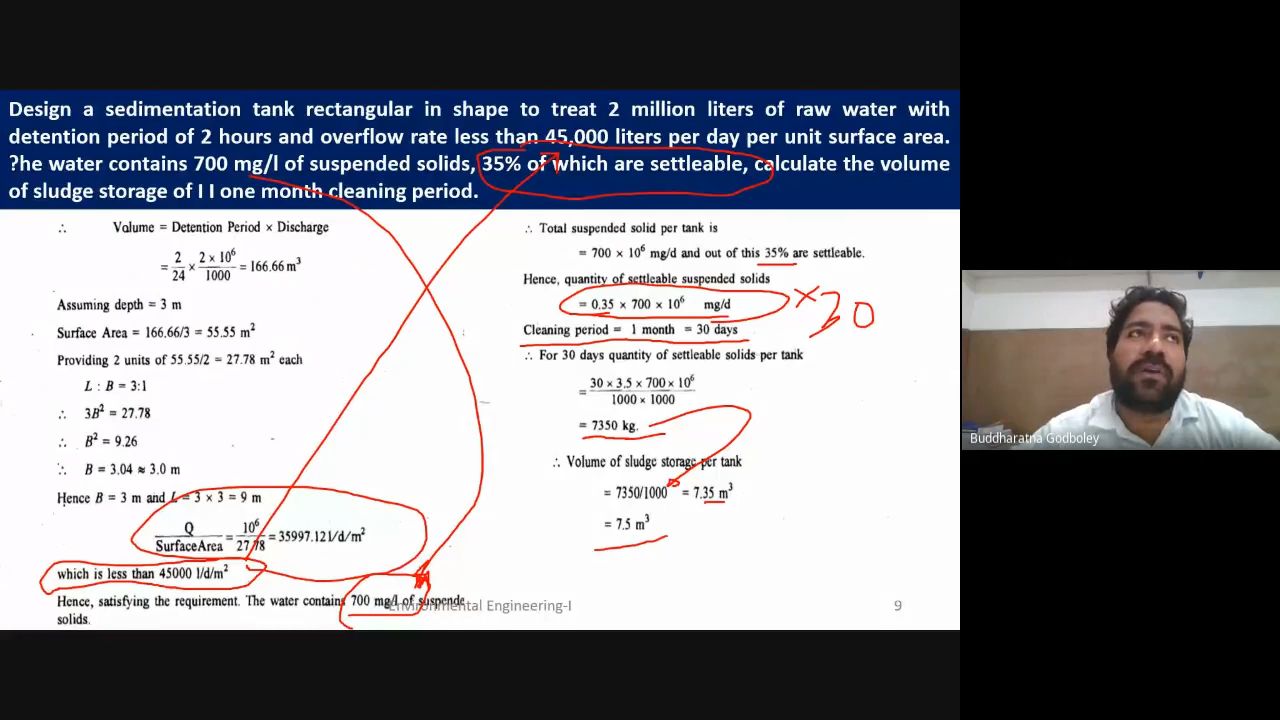 Design a sedimentation tank rectangular in shape to treat 2 million liters of raw water with
detention period of 2 hours and overflow rate less than 45,000 liters per day per unit surface area.
?he water contains 700 mg/l of suspended solids, 35% of which are settleable, calculate the volume
of sludge storage of I I one month cleaning period.
∴ Volume = Detention Period × Discharge
= 2/24 × 2 × 10⁶/1000 = 166.66 m³
Assuming depth = 3 m
Surface Area = 166.66/3 = 55.55 m²
Providing 2 units of 55.55/2 = 27.78 m² each
L : B = 3:1
∴ 3B² = 27.78
∴ B² = 9.26
∴ B = 3.04 ≈ 3.0 m
Hence B = 3 m and L = 3 × 3 = 9 m
Q/Surface Area = 10⁶/27.78 = 35997.12 l/d/m²
which is less than 45000 l/d/m²
Hence, satisfying the requirement. The water contains 700 mg/l of suspende
solids.
∴ Total suspended solid per tank is
= 700 × 10⁶ mg/d and out of this 35% are settleable.
Hence, quantity of settleable suspended solids
= 0.35 × 700 × 10⁶ mg/d
×30
Cleaning period = 1 month = 30 days
∴ For 30 days quantity of settleable solids per tank
= 30 × 3.5 × 700 × 10⁶/1000 × 1000
= 7350 kg.
∴ Volume of sludge storage per tank
= 7350/1000 = 7.35 m³
= 7.5 m³
Environmental Engineering-I
9
Buddharatna Godboley